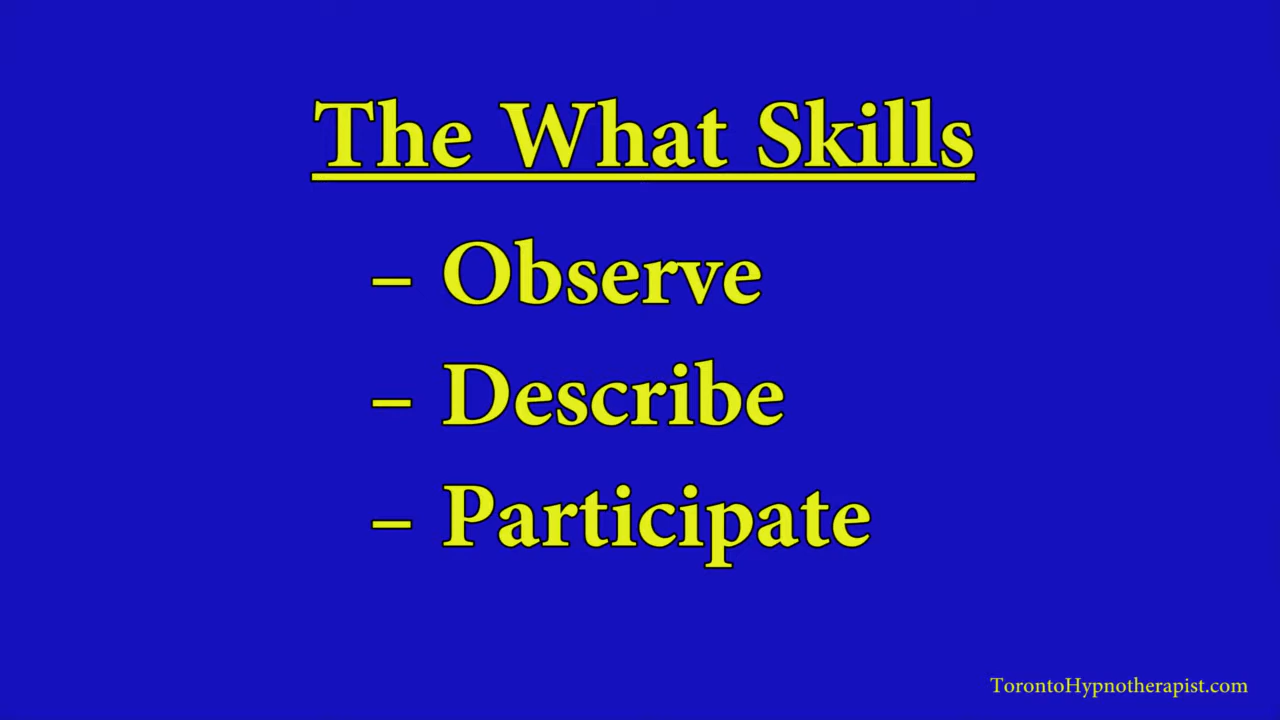 The What Skills
– Observe
– Describe
– Participate
TorontoHypnotherapist.com